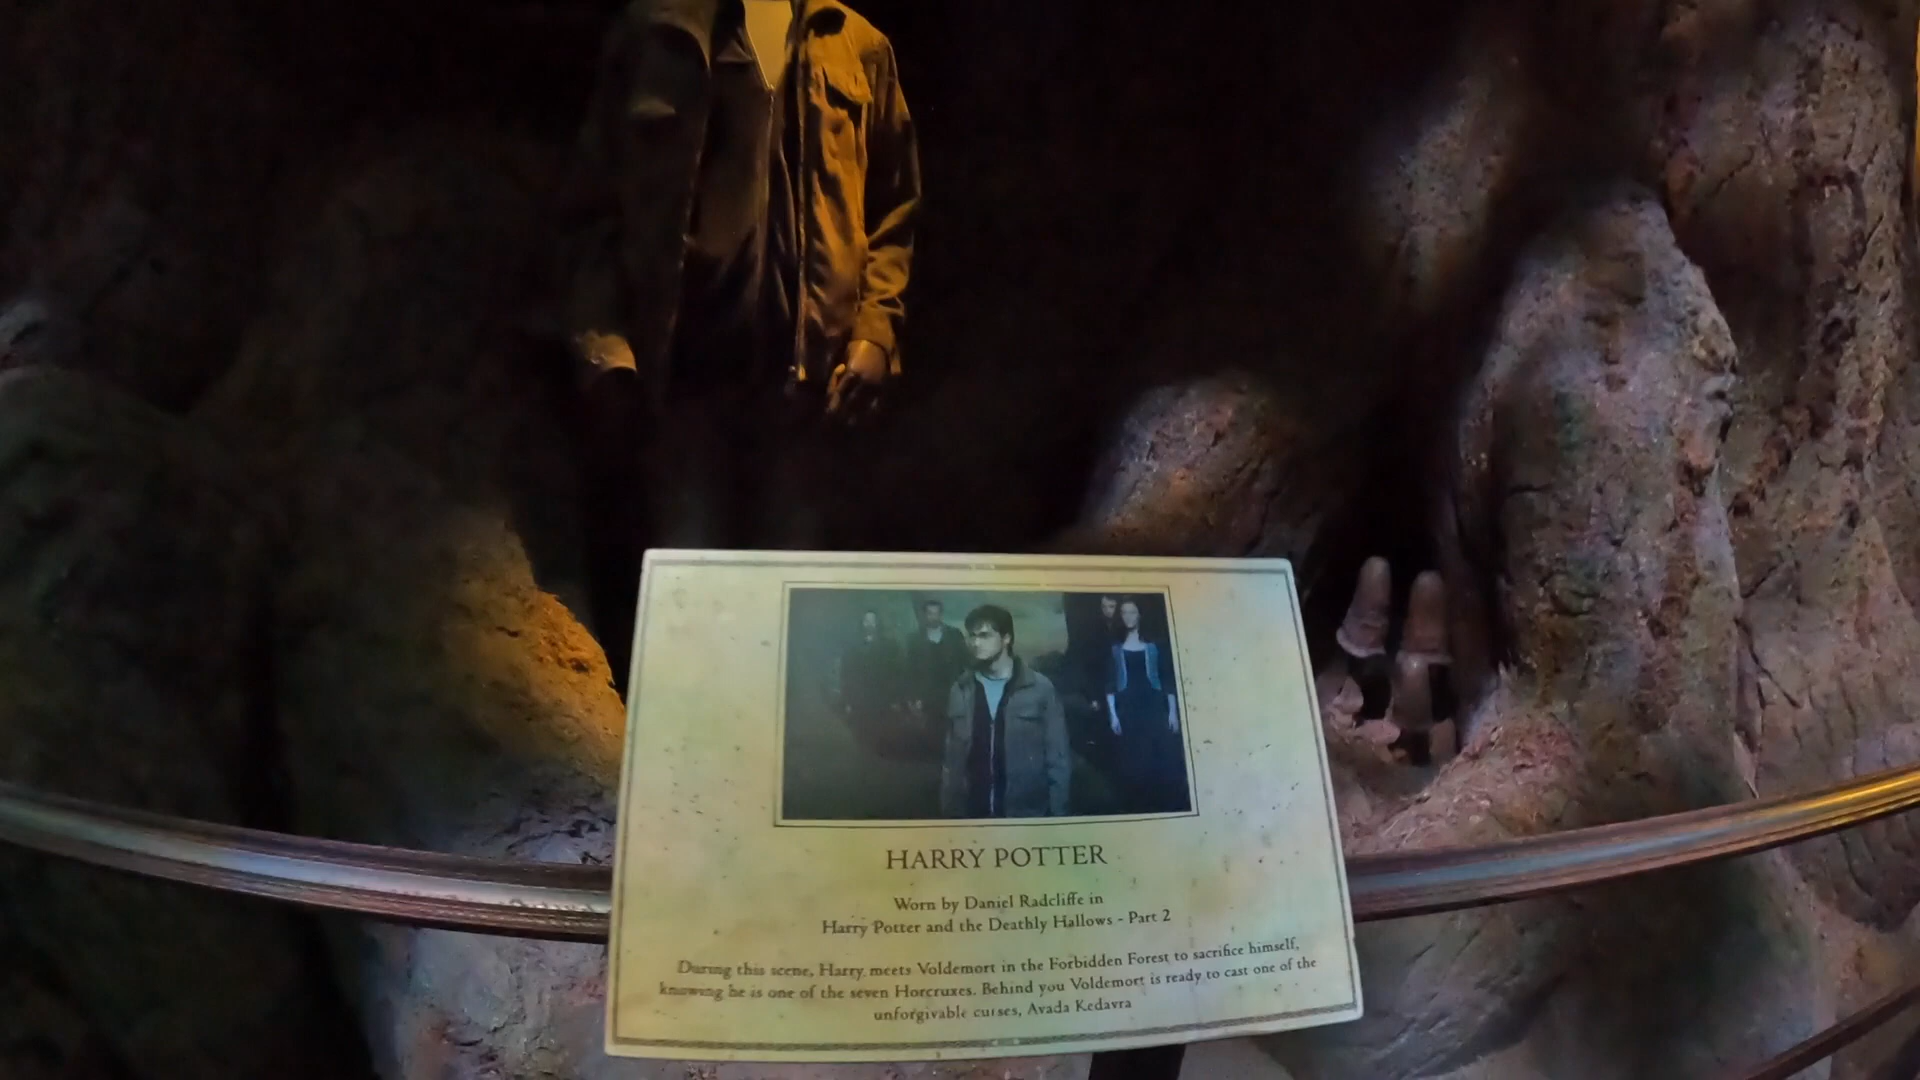 HARRY POTTER
Worn by Daniel Radcliffe in
Harry Potter and the Deathly Hallows - Part 2
During this scene, Harry meets Voldemort in the Forbidden Forest to sacrifice himself,
knowing he is one of the seven Horcruxes. Behind you Voldemort is ready to cast one of the
unforgivable curses, Avada Kedavra